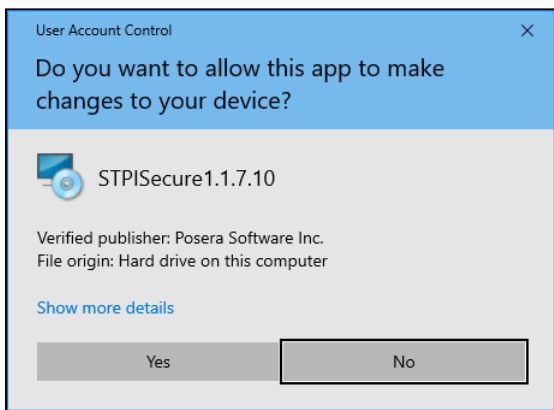 User Account Control
Do you want to allow this app to make
changes to your device?
STPISecure1.1.7.10
Verified publisher: Posera Software Inc.
File origin: Hard drive on this computer
Show more details
Yes
No